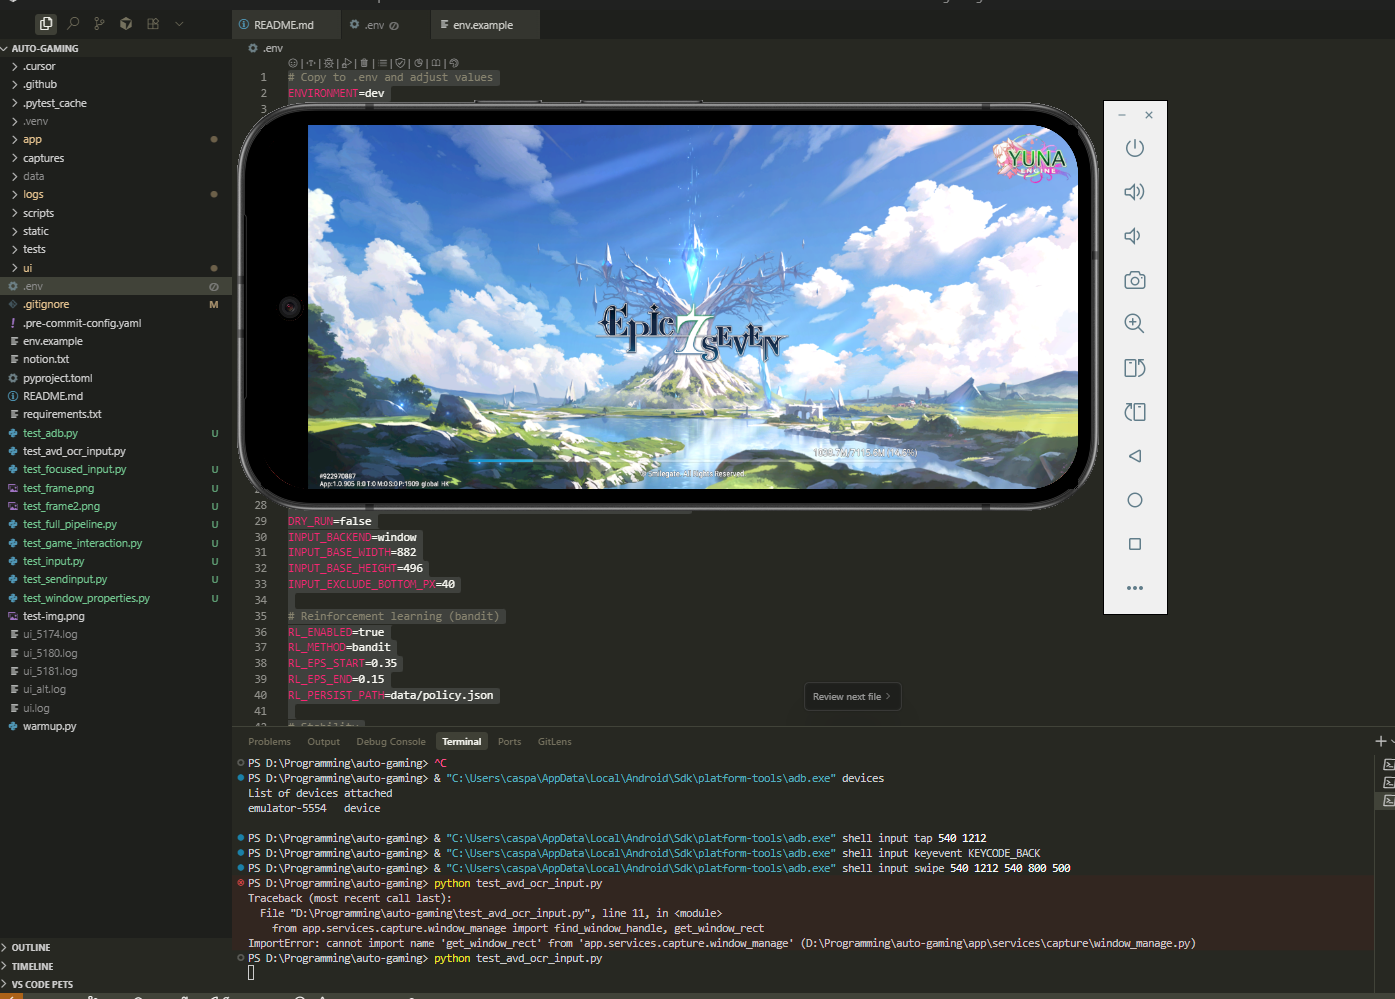 README.md
.env
env.example
AUTO-GAMING
.cursor
.github
.pytest_cache
.venv
app
captures
data
logs
scripts
static
tests
ui
.env
.gitignore M
.pre-commit-config.yaml
env.example
notion.txt
pyproject.toml
README.md
requirements.txt
test_adb.py U
test_avd_ocr_input.py
test_focused_input.py U
test_frame.png U
test_frame2.png U
test_full_pipeline.py U
test_game_interaction.py U
test_input.py U
test_sendinput.py U
test_window_properties.py U
test-img.png
ui_5174.log
ui_5180.log
ui_5181.log
ui_alt.log
ui.log
warmup.py
OUTLINE
TIMELINE
VS CODE PETS
.env
1 # Copy to .env and adjust values
2 ENVIRONMENT=dev
3
YUNA
ENGINE
Epic
7
SEVEN
© Smilegate. All Rights Reserved
#922970887
App:1.0.905 R:0 T:0 M:0 S:0 P:1909 global HK
28
29 DRY_RUN=false
30 INPUT_BACKEND=window
31 INPUT_BASE_WIDTH=882
32 INPUT_BASE_HEIGHT=496
33 INPUT_EXCLUDE_BOTTOM_PX=40
34
35 # Reinforcement learning (bandit)
36 RL_ENABLED=true
37 RL_METHOD=bandit
38 RL_EPS_START=0.35
39 RL_EPS_END=0.15
40 RL_PERSIST_PATH=data/policy.json
41
Review next file
Problems Output Debug Console Terminal Ports GitLens
PS D:\Programming\auto-gaming> ^C
PS D:\Programming\auto-gaming> & "C:\Users\caspa\AppData\Local\Android\Sdk\platform-tools\adb.exe" devices
List of devices attached
emulator-5554 device
PS D:\Programming\auto-gaming> & "C:\Users\caspa\AppData\Local\Android\Sdk\platform-tools\adb.exe" shell input tap 540 1212
PS D:\Programming\auto-gaming> & "C:\Users\caspa\AppData\Local\Android\Sdk\platform-tools\adb.exe" shell input keyevent KEYCODE_BACK
PS D:\Programming\auto-gaming> & "C:\Users\caspa\AppData\Local\Android\Sdk\platform-tools\adb.exe" shell input swipe 540 1212 540 800 500
PS D:\Programming\auto-gaming> python test_avd_ocr_input.py
Traceback (most recent call last):
File "D:\Programming\auto-gaming\test_avd_ocr_input.py", line 11, in <module>
from app.services.capture.window_manage import find_window_handle, get_window_rect
ImportError: cannot import name 'get_window_rect' from 'app.services.capture.window_manage' (D:\Programming\auto-gaming\app\services\capture\window_manage.py)
PS D:\Programming\auto-gaming> python test_avd_ocr_input.py